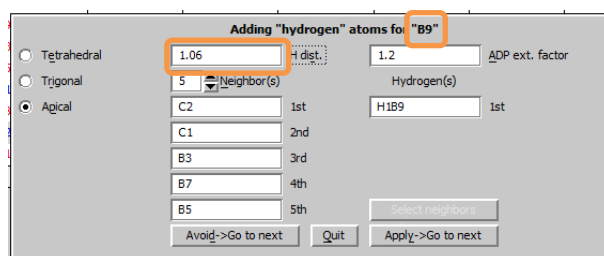 Adding "hydrogen" atoms for "B9"
Tetrahedral 1.06 H dist. 1.2 ADP ext. factor
Trigonal 5 Neighbor(s) Hydrogen(s)
Apical C2 1st H1B9 1st
C1 2nd
B3 3rd
B7 4th
B5 5th Select neighbors
Avoid->Go to next Quit Apply->Go to next